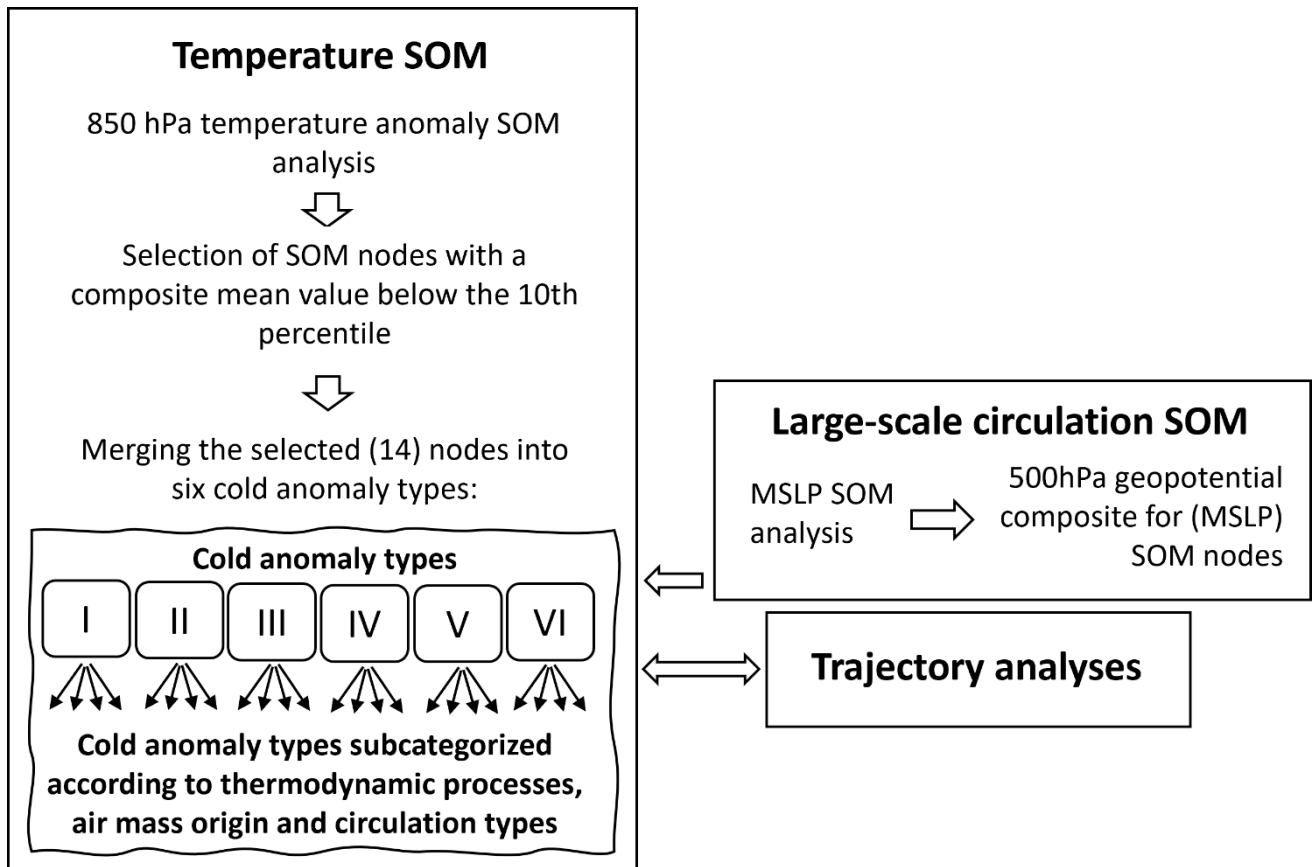 Temperature SOM
850 hPa temperature anomaly SOM
analysis
Selection of SOM nodes with a
composite mean value below the 10th
percentile
Merging the selected (14) nodes into
six cold anomaly types:
Cold anomaly types
I II III IV V VI
Cold anomaly types subcategorized
according to thermodynamic processes,
air mass origin and circulation types
Large-scale circulation SOM
MSLP SOM
analysis
500hPa geopotential
composite for (MSLP)
SOM nodes
Trajectory analyses